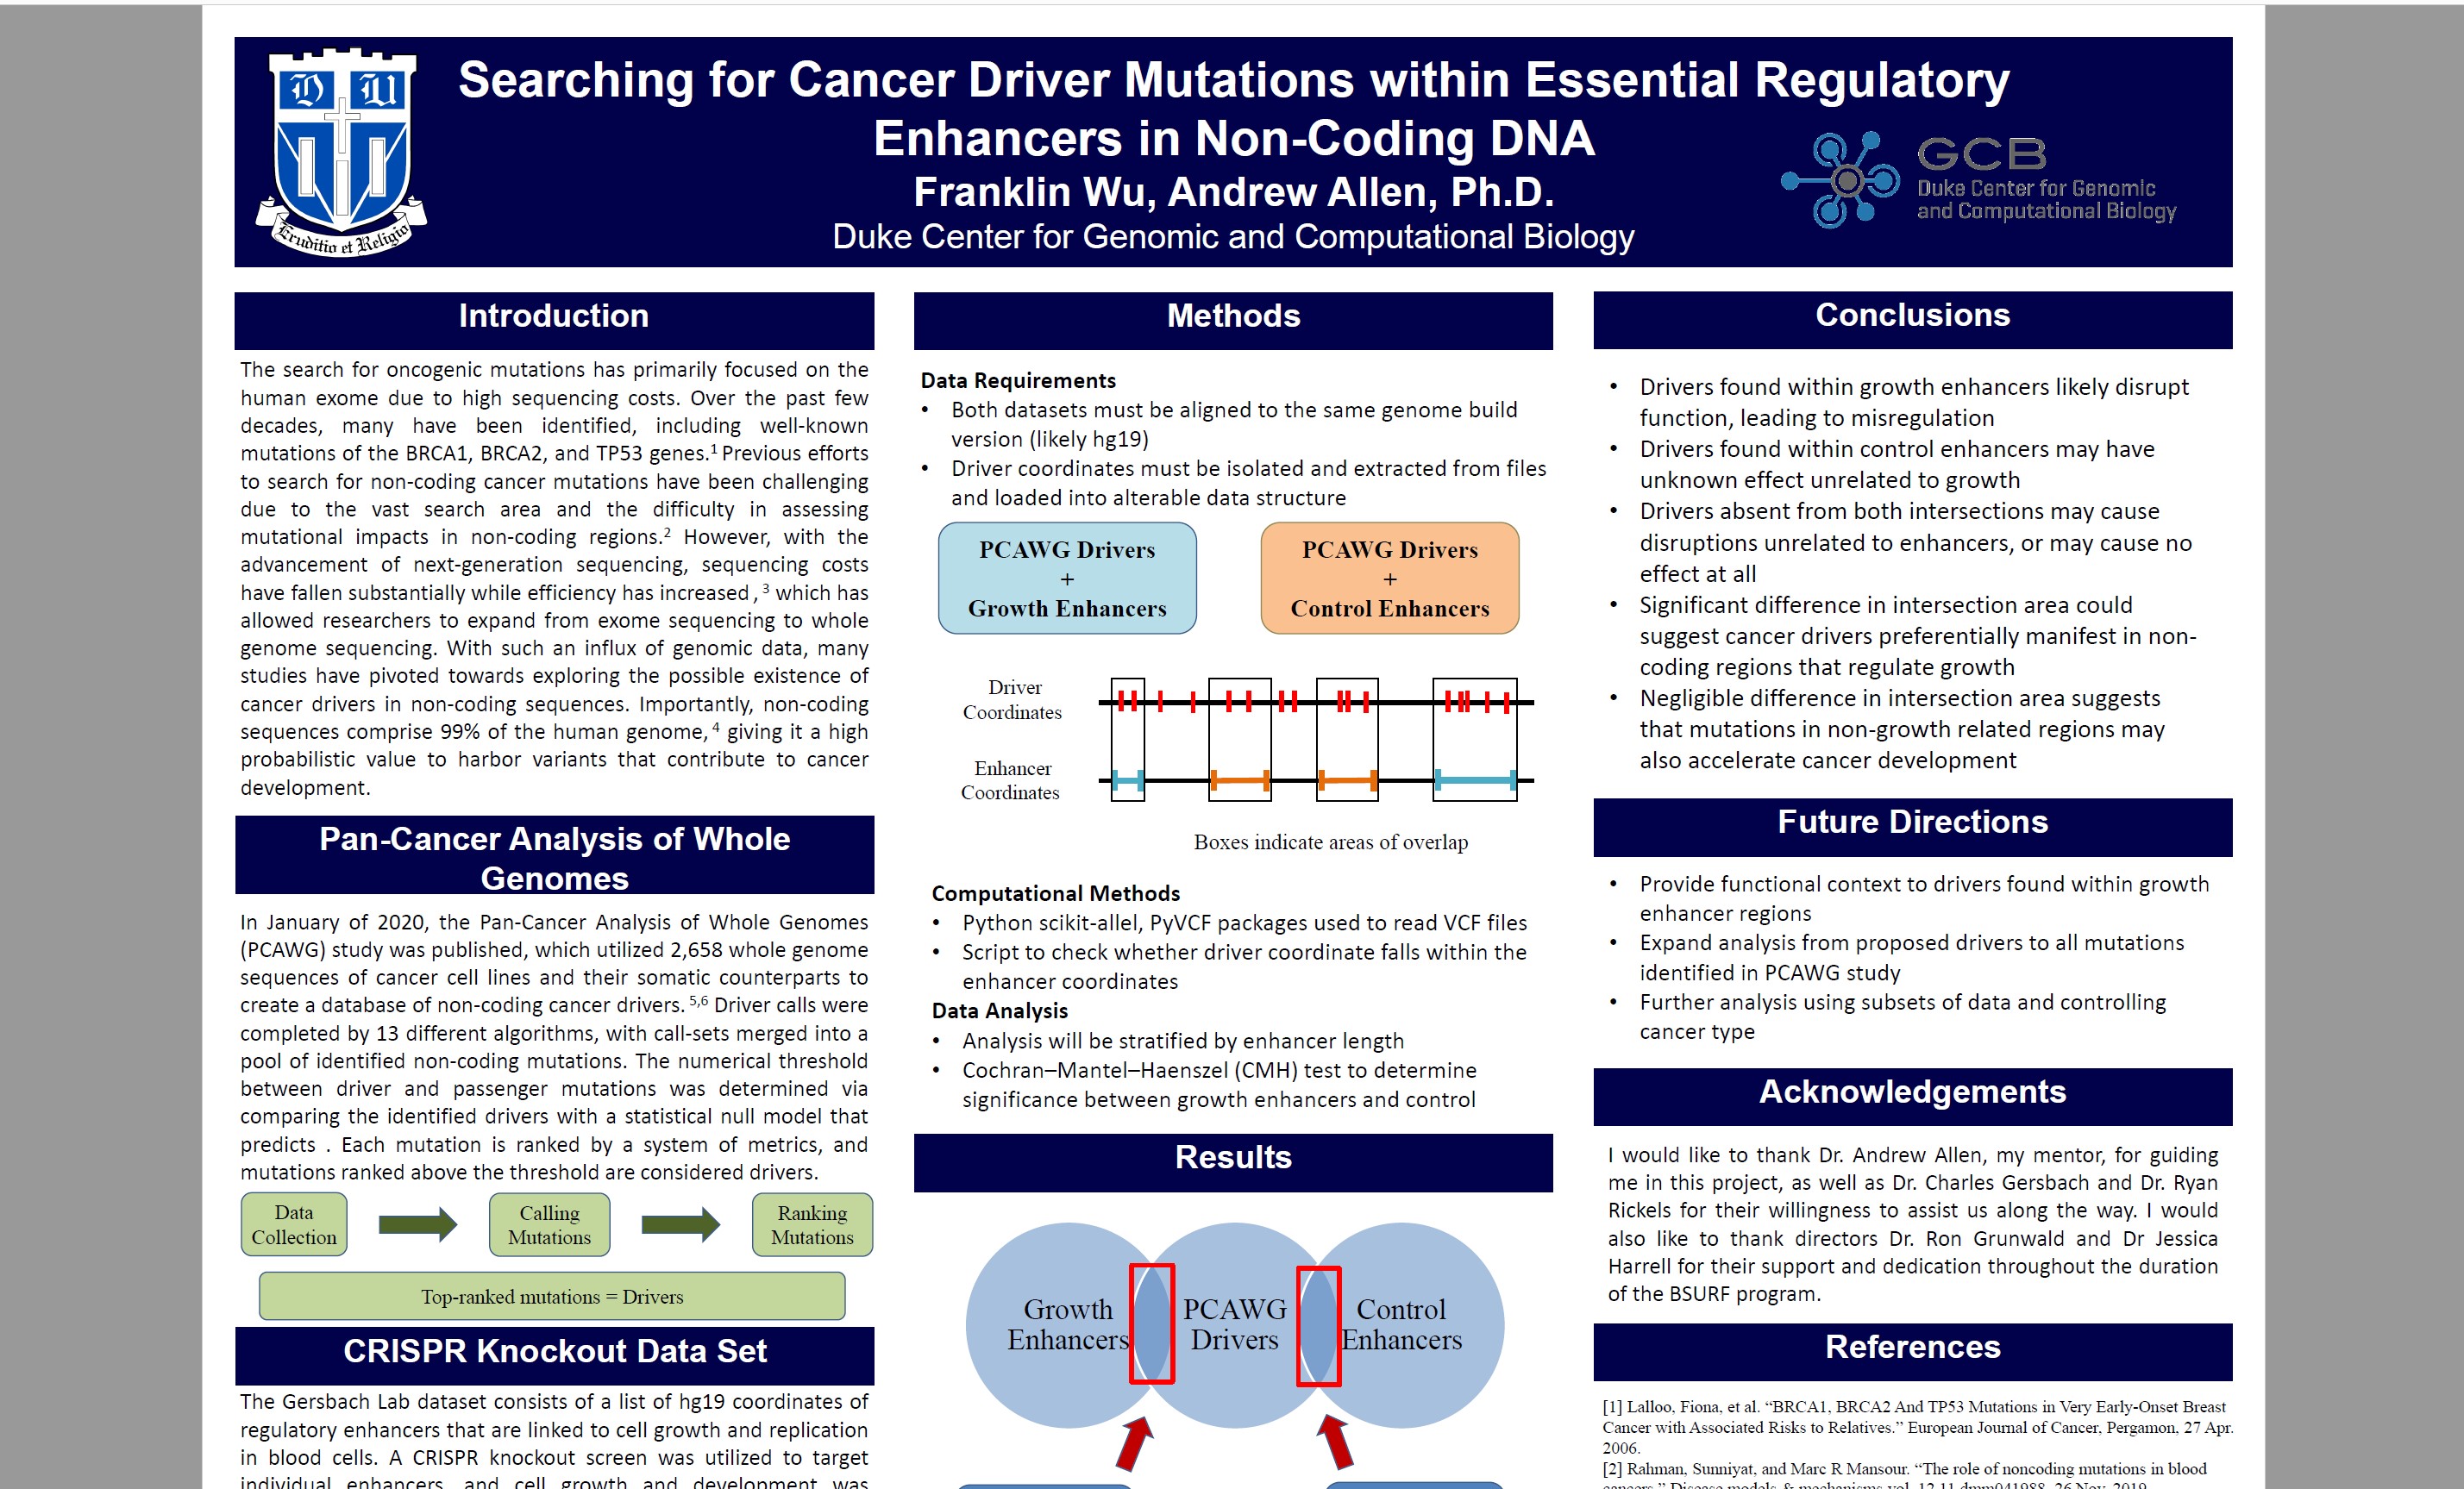 D U
Eruditio et Religio
Searching for Cancer Driver Mutations within Essential Regulatory
Enhancers in Non-Coding DNA
Franklin Wu, Andrew Allen, Ph.D.
Duke Center for Genomic and Computational Biology
GCB
Duke Center for Genomic
and Computational Biology
Introduction
The search for oncogenic mutations has primarily focused on the
human exome due to high sequencing costs. Over the past few
decades, many have been identified, including well-known
mutations of the BRCA1, BRCA2, and TP53 genes.1 Previous efforts
to search for non-coding cancer mutations have been challenging
due to the vast search area and the difficulty in assessing
mutational impacts in non-coding regions.2 However, with the
advancement of next-generation sequencing, sequencing costs
have fallen substantially while efficiency has increased,3 which has
allowed researchers to expand from exome sequencing to whole
genome sequencing. With such an influx of genomic data, many
studies have pivoted towards exploring the possible existence of
cancer drivers in non-coding sequences. Importantly, non-coding
sequences comprise 99% of the human genome,4 giving it a high
probabilistic value to harbor variants that contribute to cancer
development.
Pan-Cancer Analysis of Whole
Genomes
In January of 2020, the Pan-Cancer Analysis of Whole Genomes
(PCAWG) study was published, which utilized 2,658 whole genome
sequences of cancer cell lines and their somatic counterparts to
create a database of non-coding cancer drivers. 5,6 Driver calls were
completed by 13 different algorithms, with call-sets merged into a
pool of identified non-coding mutations. The numerical threshold
between driver and passenger mutations was determined via
comparing the identified drivers with a statistical null model that
predicts . Each mutation is ranked by a system of metrics, and
mutations ranked above the threshold are considered drivers.
Data
Collection
Calling
Mutations
Ranking
Mutations
Top-ranked mutations = Drivers
CRISPR Knockout Data Set
The Gersbach Lab dataset consists of a list of hg19 coordinates of
regulatory enhancers that are linked to cell growth and replication
in blood cells. A CRISPR knockout screen was utilized to target
individual enhancers, and cell growth and development was
Methods
Data Requirements
• Both datasets must be aligned to the same genome build
version (likely hg19)
• Driver coordinates must be isolated and extracted from files
and loaded into alterable data structure
PCAWG Drivers
+
Growth Enhancers
PCAWG Drivers
+
Control Enhancers
Driver
Coordinates
Enhancer
Coordinates
Boxes indicate areas of overlap
Computational Methods
• Python scikit-allel, PyVCF packages used to read VCF files
• Script to check whether driver coordinate falls within the
enhancer coordinates
Data Analysis
• Analysis will be stratified by enhancer length
• Cochran–Mantel–Haenszel (CMH) test to determine
significance between growth enhancers and control
Results
Growth
Enhancers
PCAWG
Drivers
Control
Enhancers
Conclusions
• Drivers found within growth enhancers likely disrupt
function, leading to misregulation
• Drivers found within control enhancers may have
unknown effect unrelated to growth
• Drivers absent from both intersections may cause
disruptions unrelated to enhancers, or may cause no
effect at all
• Significant difference in intersection area could
suggest cancer drivers preferentially manifest in non-
coding regions that regulate growth
• Negligible difference in intersection area suggests
that mutations in non-growth related regions may
also accelerate cancer development
Future Directions
• Provide functional context to drivers found within growth
enhancer regions
• Expand analysis from proposed drivers to all mutations
identified in PCAWG study
• Further analysis using subsets of data and controlling
cancer type
Acknowledgements
I would like to thank Dr. Andrew Allen, my mentor, for guiding
me in this project, as well as Dr. Charles Gersbach and Dr. Ryan
Rickels for their willingness to assist us along the way. I would
also like to thank directors Dr. Ron Grunwald and Dr Jessica
Harrell for their support and dedication throughout the duration
of the BSURF program.
References
[1] Lalloo, Fiona, et al. “BRCA1, BRCA2 And TP53 Mutations in Very Early-Onset Breast
Cancer with Associated Risks to Relatives.” European Journal of Cancer, Pergamon, 27 Apr.
2006.
[2] Rahman, Sunniyat, and Marc R Mansour. “The role of noncoding mutations in blood
cancers.” Disease models & mechanisms vol. 12,11 dmm041988. 26 Nov. 2019